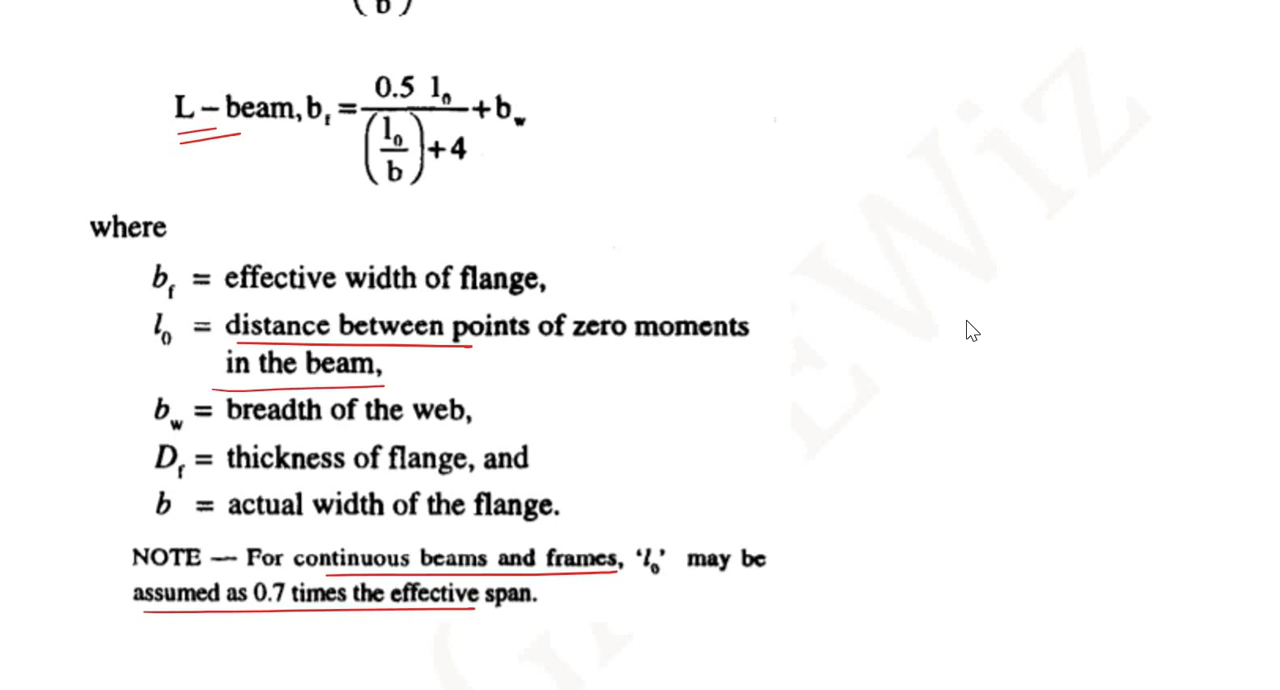 (b)
L – beam, b_f = 0.5 l_0 / ((l_0 / b) + 4) + b_w
where
b_f = effective width of flange,
l_0 = distance between points of zero moments
in the beam,
b_w = breadth of the web,
D_f = thickness of flange, and
b = actual width of the flange.
NOTE — For continuous beams and frames, ‘l_0’ may be
assumed as 0.7 times the effective span.